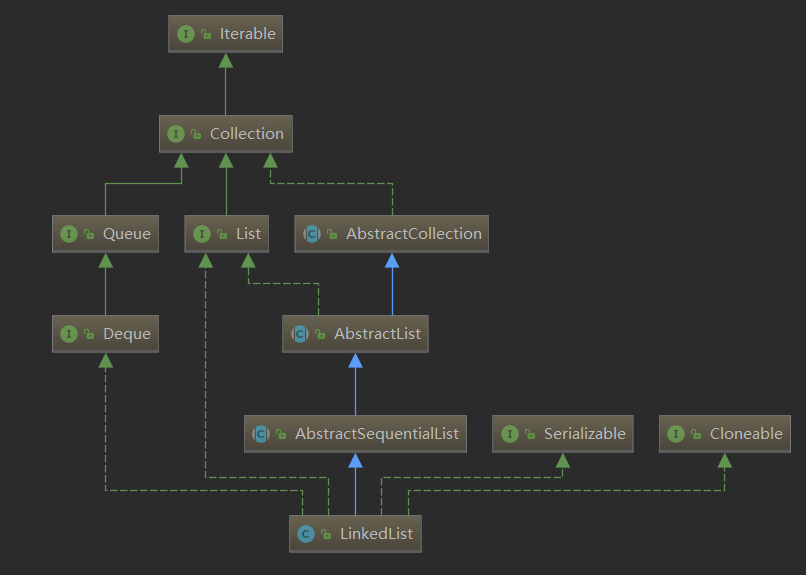 I Iterable
I Collection
I Queue
I List
C AbstractCollection
I Deque
C AbstractList
C AbstractSequentialList
I Serializable
I Cloneable
C LinkedList